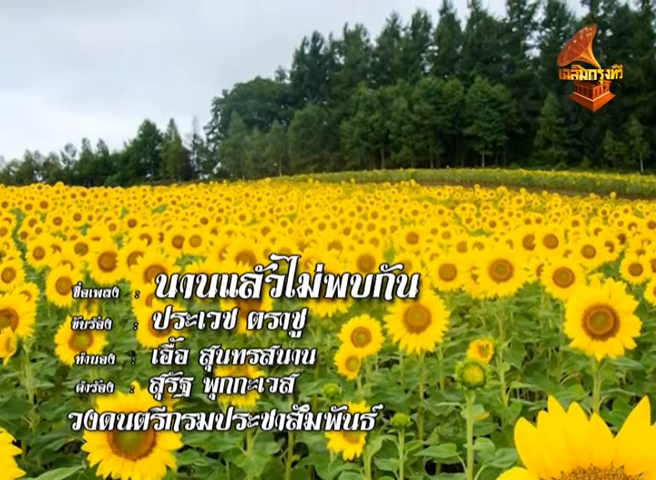 เฉลิมกรุงทีวี
ชื่อเพลง : นานแล้วไม่พบกัน
ขับร้อง : ประเวช ตราชู
ทำนอง : เอื้อ สุนทรสนาน
คำร้อง : สุรัฐ พุกกะเวส
วงดนตรีกรมประชาสัมพันธ์